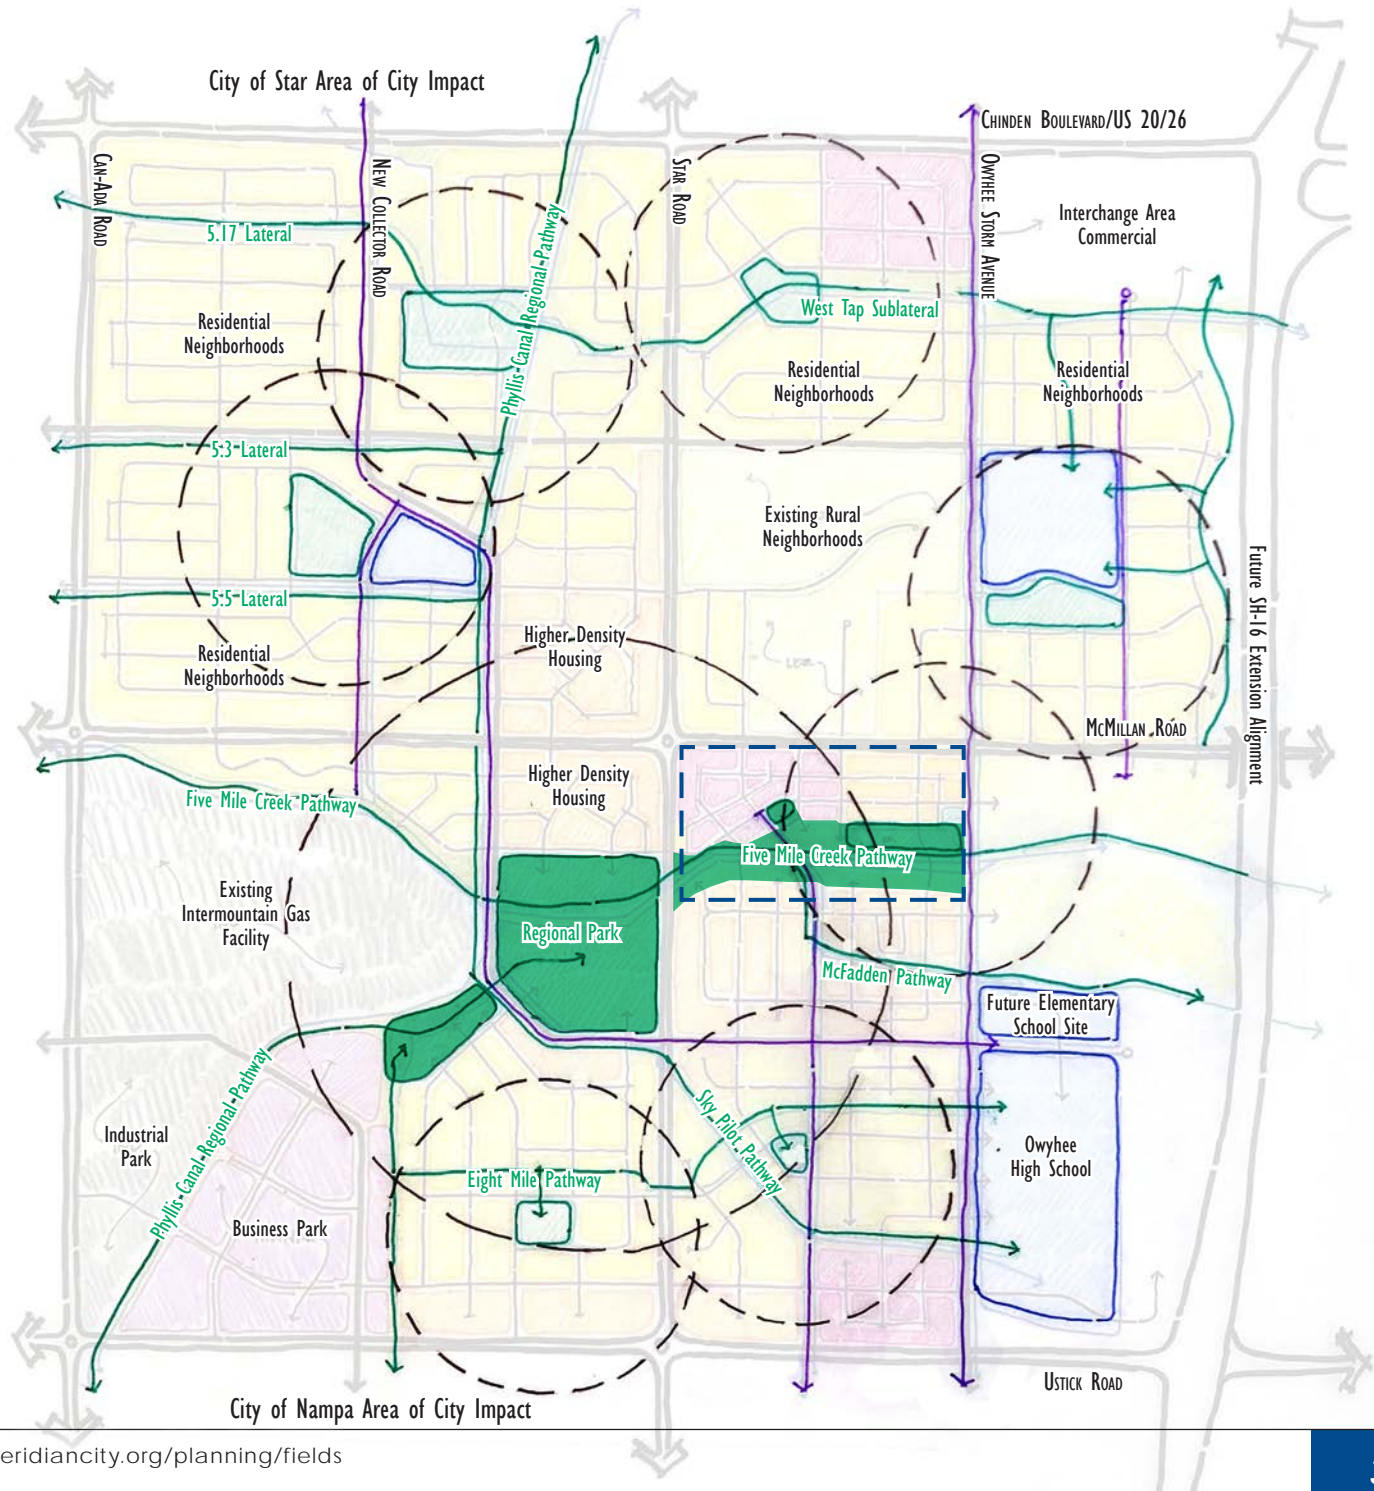 City of Star Area of City Impact
Chinden Boulevard/US 20/26
Can-Ada Road
New Collector Road
Star Road
Owyhee Storm Avenue
Interchange Area
Commercial
5.17 Lateral
Phyllis Canal Regional Pathway
West Tap Sublateral
Residential
Neighborhoods
Residential
Neighborhoods
Residential
Neighborhoods
5:3 Lateral
Existing Rural
Neighborhoods
Future SH-16 Extension Alignment
5:5 Lateral
Higher Density
Housing
Residential
Neighborhoods
McMillan Road
Higher Density
Housing
Five Mile Creek Pathway
Five Mile Creek Pathway
Existing
Intermountain Gas
Facility
Regional Park
McFadden Pathway
Future Elementary
School Site
Phyllis Canal Regional Pathway
Sky Pilot Pathway
Industrial
Park
Owyhee
High School
Eight Mile Pathway
Business Park
Ustick Road
City of Nampa Area of City Impact
eridiancity.org/planning/fields